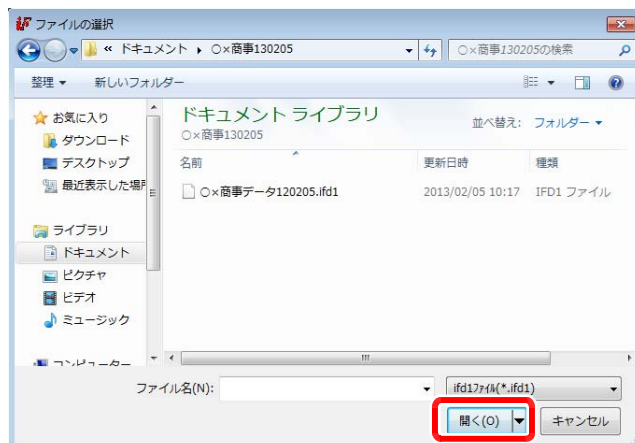 ファイルの選択
« ドキュメント ▸ ○×商事130205
○×商事130205の検索
整理 ▼ 新しいフォルダー
お気に入り
ダウンロード
デスクトップ
最近表示した場所
ライブラリ
ドキュメント
ピクチャ
ビデオ
ミュージック
コンピューター
ドキュメント ライブラリ
○×商事130205
並べ替え: フォルダー ▼
名前 更新日時 種類
○×商事データ120205.ifd1 2013/02/05 10:17 IFD1 ファイル
ファイル名(N):
ifd1ファイル(*.ifd1)
開く(O)
キャンセル